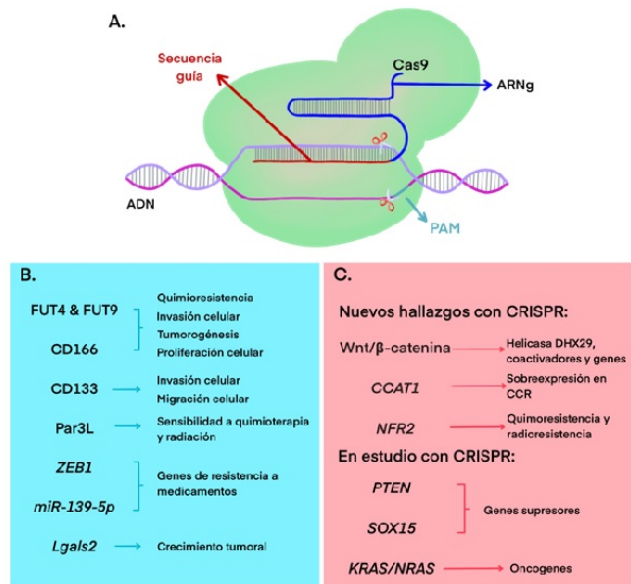 A.
Secuencia
guía
Cas9
ARNg
ADN
PAM
B.
FUT4 & FUT9
CD166
Quimioresistencia
Invasión celular
Tumorogénesis
Proliferación celular
CD133
Invasión celular
Migración celular
Par3L
Sensibilidad a quimioterapia
y radiación
ZEB1
miR-139-5p
Genes de resistencia a
medicamentos
Lgals2
Crecimiento tumoral
C.
Nuevos hallazgos con CRISPR:
Wnt/β-catenina
Helicasa DHX29,
coactivadores y genes
CCAT1
Sobreexpresión en
CCR
NFR2
Quimoresistencia y
radioresistencia
En estudio con CRISPR:
PTEN
SOX15
Genes supresores
KRAS/NRAS
Oncogenes